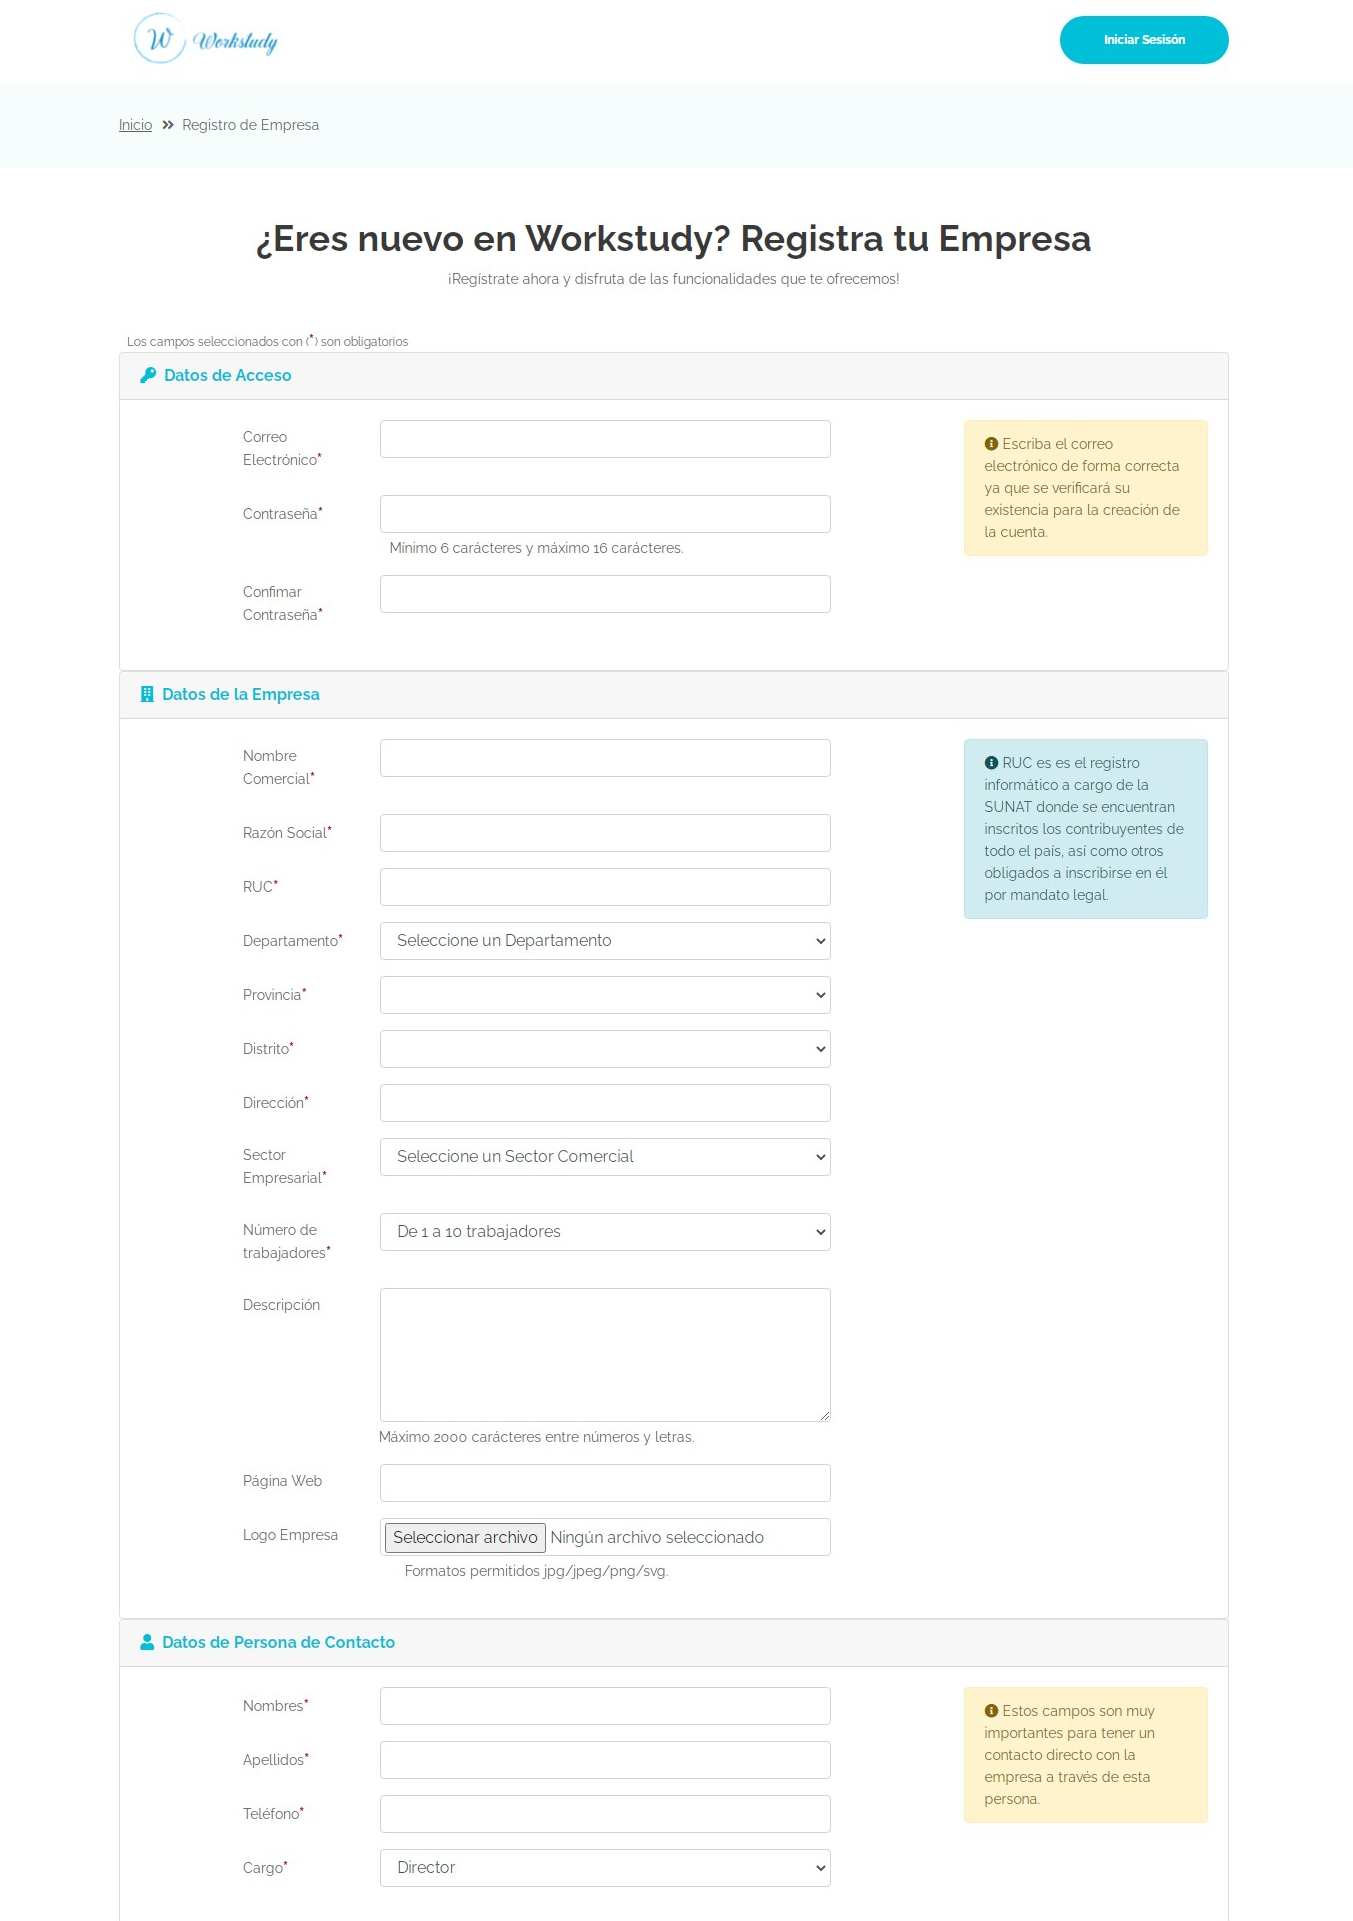 W Workstudy
Iniciar Sesisón
Inicio » Registro de Empresa
¿Eres nuevo en Workstudy? Registra tu Empresa
¡Regístrate ahora y disfruta de las funcionalidades que te ofrecemos!
Los campos seleccionados con (*) son obligatorios
Datos de Acceso
Correo
Electrónico*
Escriba el correo
electrónico de forma correcta
ya que se verificará su
existencia para la creación de
la cuenta.
Contraseña*
Mínimo 6 carácteres y máximo 16 carácteres.
Confimar
Contraseña*
Datos de la Empresa
Nombre
Comercial*
RUC es es el registro
informático a cargo de la
SUNAT donde se encuentran
inscritos los contribuyentes de
todo el país, así como otros
obligados a inscribirse en él
por mandato legal.
Razón Social*
RUC*
Departamento* Seleccione un Departamento
Provincia*
Distrito*
Dirección*
Sector
Empresarial*
Seleccione un Sector Comercial
Número de
trabajadores*
De 1 a 10 trabajadores
Descripción
Máximo 2000 carácteres entre números y letras.
Página Web
Logo Empresa Seleccionar archivo Ningún archivo seleccionado
Formatos permitidos jpg/jpeg/png/svg.
Datos de Persona de Contacto
Nombres*
Estos campos son muy
importantes para tener un
contacto directo con la
empresa a través de esta
persona.
Apellidos*
Teléfono*
Cargo* Director